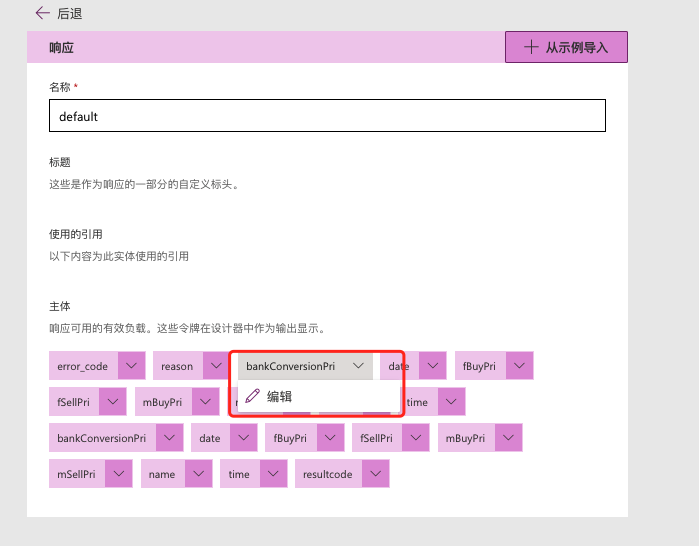 后退
响应
从示例导入
名称 *
default
标题
这些是作为响应的一部分的自定义标头。
使用的引用
以下内容为此实体使用的引用
主体
响应可用的有效负载。这些令牌在设计器中作为输出显示。
error_code reason bankConversionPri date fBuyPri
编辑
fSellPri mBuyPri time
bankConversionPri date fBuyPri fSellPri mBuyPri
mSellPri name time resultcode